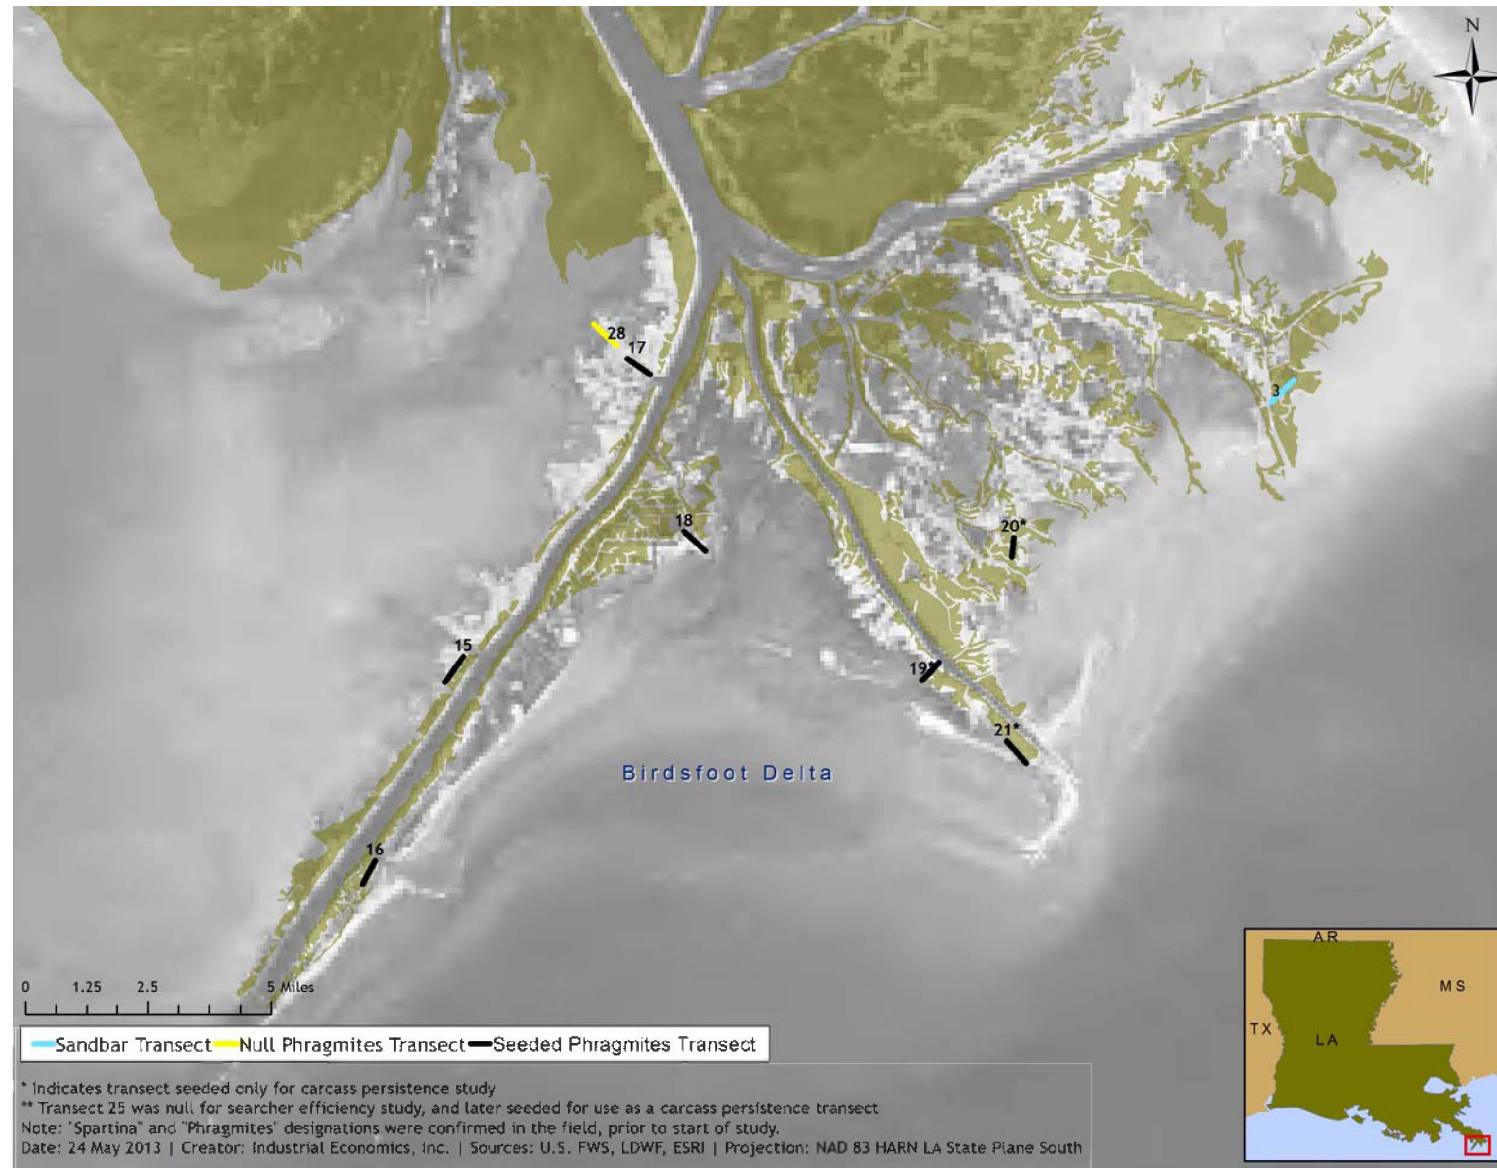 N
28
17
3
18
20*
15
19*
21*
Birdsfoot Delta
16
0 1.25 2.5 5 Miles
Sandbar Transect Null Phragmites Transect Seeded Phragmites Transect
* Indicates transect seeded only for carcass persistence study
** Transect 25 was null for searcher efficiency study, and later seeded for use as a carcass persistence transect
Note: "Spartina" and "Phragmites" designations were confirmed in the field, prior to start of study.
Date: 24 May 2013 | Creator: Industrial Economics, Inc. | Sources: U.S. FWS, LDWF, ESRI | Projection: NAD 83 HARN LA State Plane South
AR
MS
TX
LA